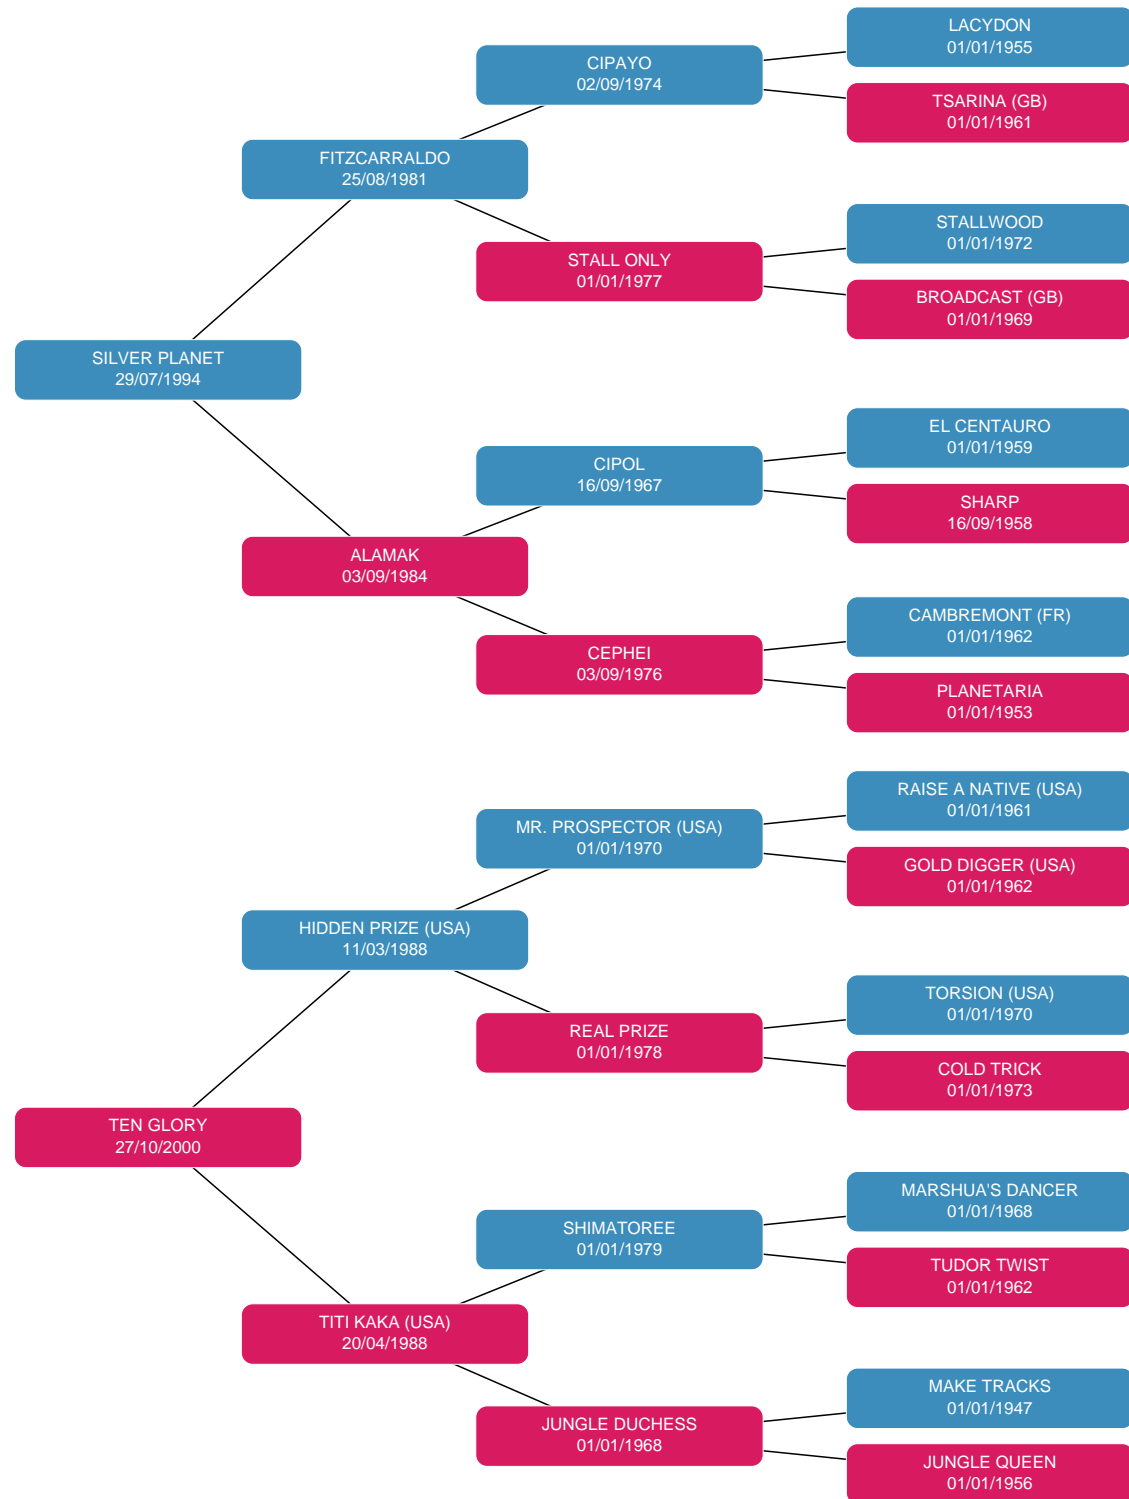 LACYDON
01/01/1955
CIPAYO
02/09/1974
TSARINA (GB)
01/01/1961
FITZCARRALDO
25/08/1981
STALLWOOD
01/01/1972
STALL ONLY
01/01/1977
BROADCAST (GB)
01/01/1969
SILVER PLANET
29/07/1994
EL CENTAURO
01/01/1959
CIPOL
16/09/1967
SHARP
16/09/1958
ALAMAK
03/09/1984
CAMBREMONT (FR)
01/01/1962
CEPHEI
03/09/1976
PLANETARIA
01/01/1953
RAISE A NATIVE (USA)
01/01/1961
MR. PROSPECTOR (USA)
01/01/1970
GOLD DIGGER (USA)
01/01/1962
HIDDEN PRIZE (USA)
11/03/1988
TORSION (USA)
01/01/1970
REAL PRIZE
01/01/1978
COLD TRICK
01/01/1973
TEN GLORY
27/10/2000
MARSHUA'S DANCER
01/01/1968
SHIMATOREE
01/01/1979
TUDOR TWIST
01/01/1962
TITI KAKA (USA)
20/04/1988
MAKE TRACKS
01/01/1947
JUNGLE DUCHESS
01/01/1968
JUNGLE QUEEN
01/01/1956